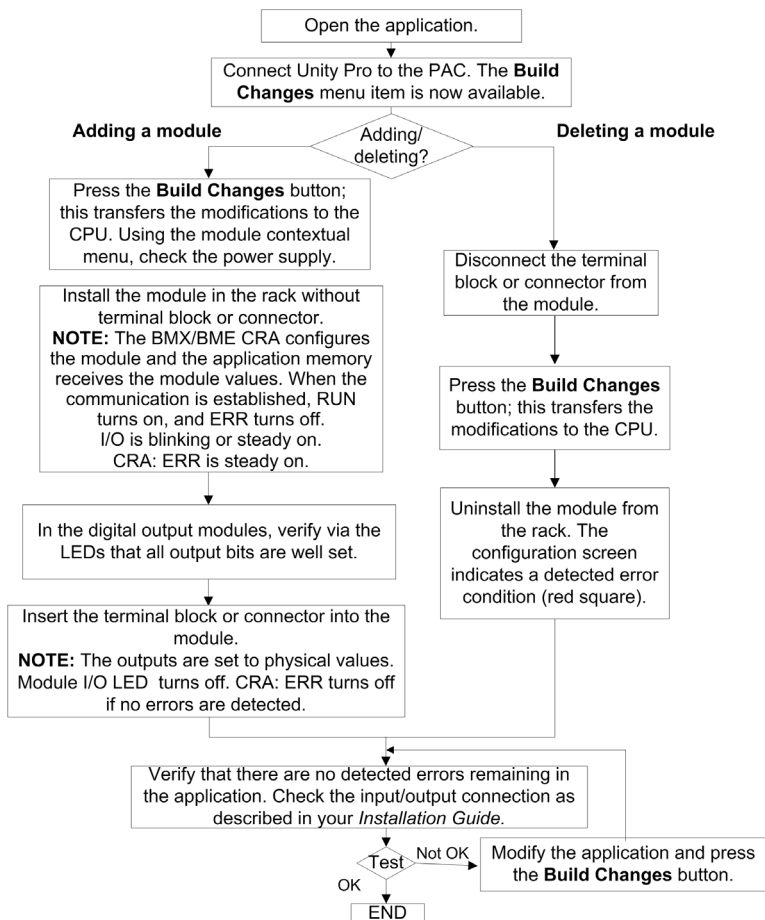 Open the application.
Connect Unity Pro to the PAC. The Build
Changes menu item is now available.
Adding a module
Adding/
deleting?
Deleting a module
Press the Build Changes button;
this transfers the modifications to the
CPU. Using the module contextual
menu, check the power supply.
Install the module in the rack without
terminal block or connector.
NOTE: The BMX/BME CRA configures
the module and the application memory
receives the module values. When the
communication is established, RUN
turns on, and ERR turns off.
I/O is blinking or steady on.
CRA: ERR is steady on.
In the digital output modules, verify via the
LEDs that all output bits are well set.
Insert the terminal block or connector into the
module.
NOTE: The outputs are set to physical values.
Module I/O LED turns off. CRA: ERR turns off
if no errors are detected.
Disconnect the terminal
block or connector from
the module.
Press the Build Changes
button; this transfers the
modifications to the CPU.
Uninstall the module from
the rack. The
configuration screen
indicates a detected error
condition (red square).
Verify that there are no detected errors remaining in
the application. Check the input/output connection as
described in your Installation Guide.
Test
Not OK
Modify the application and press
the Build Changes button.
OK
END